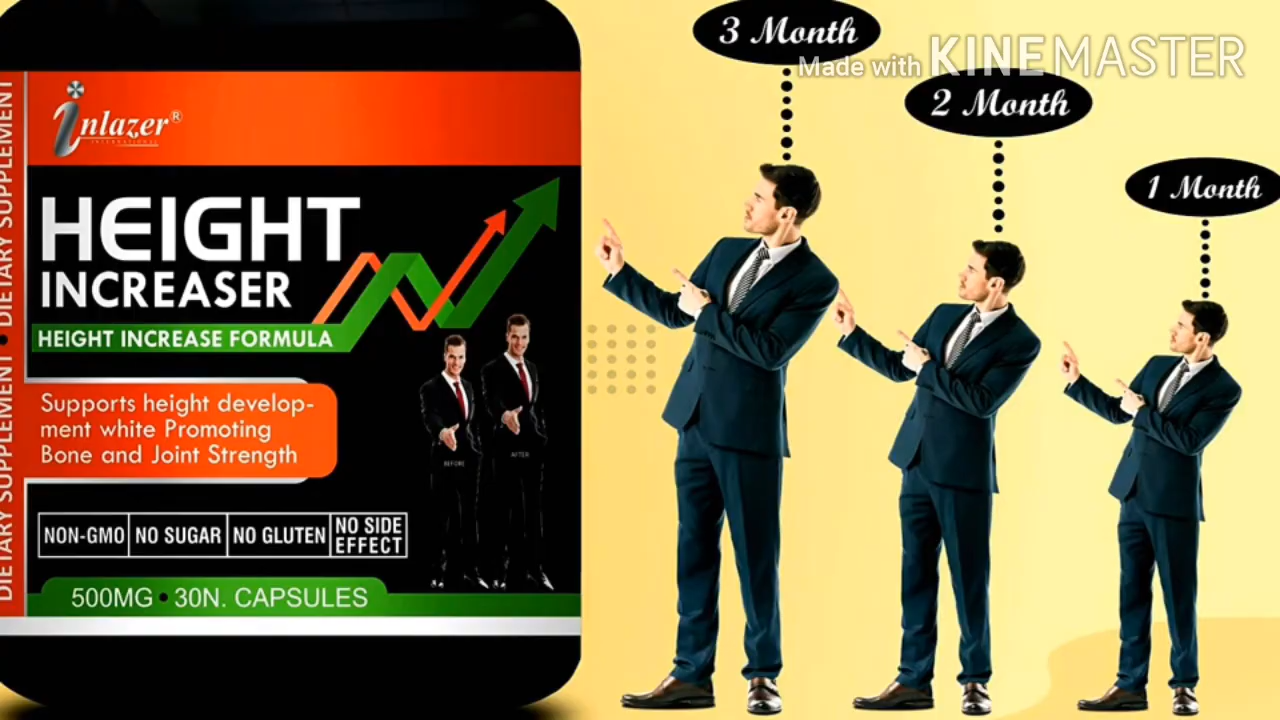 DIETARY SUPPLEMENT • DIETARY SUPPLEMENT
inlazer®
INTERNATIONAL
HEIGHT
INCREASER
HEIGHT INCREASE FORMULA
Supports height develop-
ment white Promoting
Bone and Joint Strength
BEFORE
AFTER
NON-GMO
NO SUGAR
NO GLUTEN
NO SIDE
EFFECT
500MG • 30N. CAPSULES
3 Month
Made with KINEMASTER
2 Month
1 Month